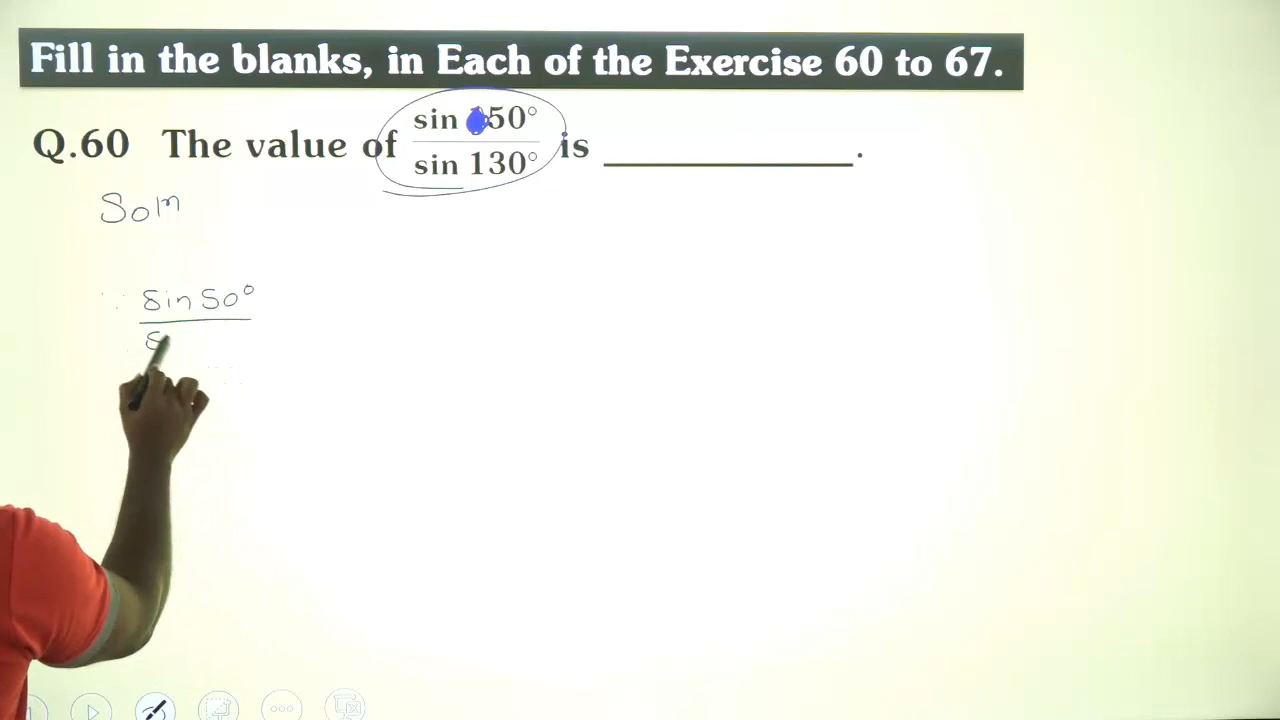 Fill in the blanks, in Each of the Exercise 60 to 67.
sin 50°
Q.60 The value of ――― is ____________.
sin 130°
Soln
∵ sin 50°
―――
s